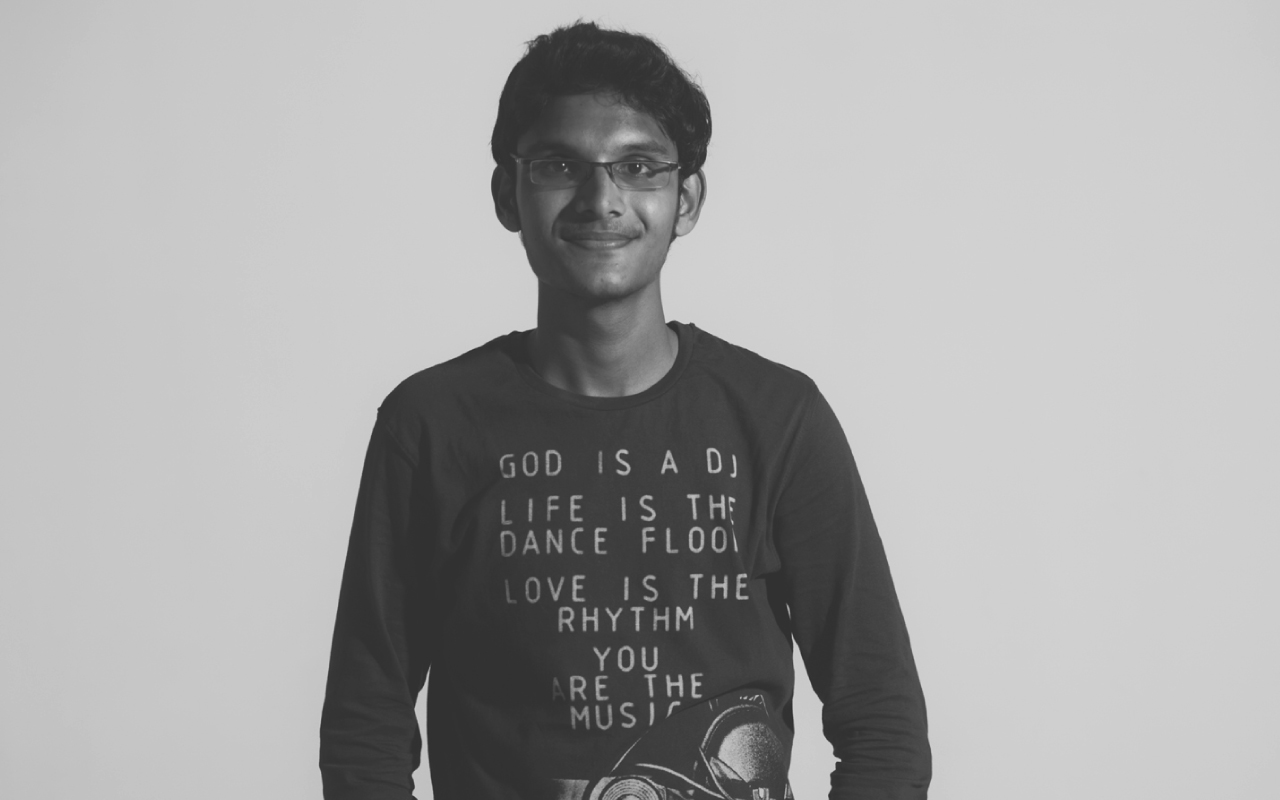 GOD IS A DJ
LIFE IS THE
DANCE FLOOR
LOVE IS THE
RHYTHM
YOU
ARE THE
MUSIC